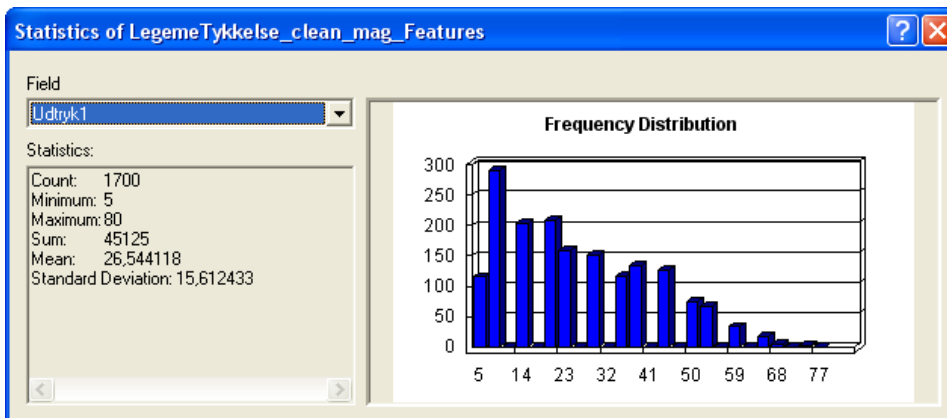 Statistics of LegemeTykkelse_clean_mag_Features
Field
Udtryk1
Statistics:
Count: 1700
Minimum: 5
Maximum: 80
Sum: 45125
Mean: 26,544118
Standard Deviation: 15,612433
Frequency Distribution
300
250
200
150
100
50
0
5 14 23 32 41 50 59 68 77